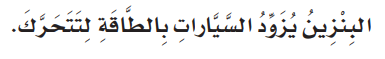 البِنْزِينُ يُزَوِّدُ السَّيَّاراتِ بِالطَّاقَةِ لِتَتَحَرَّكَ.